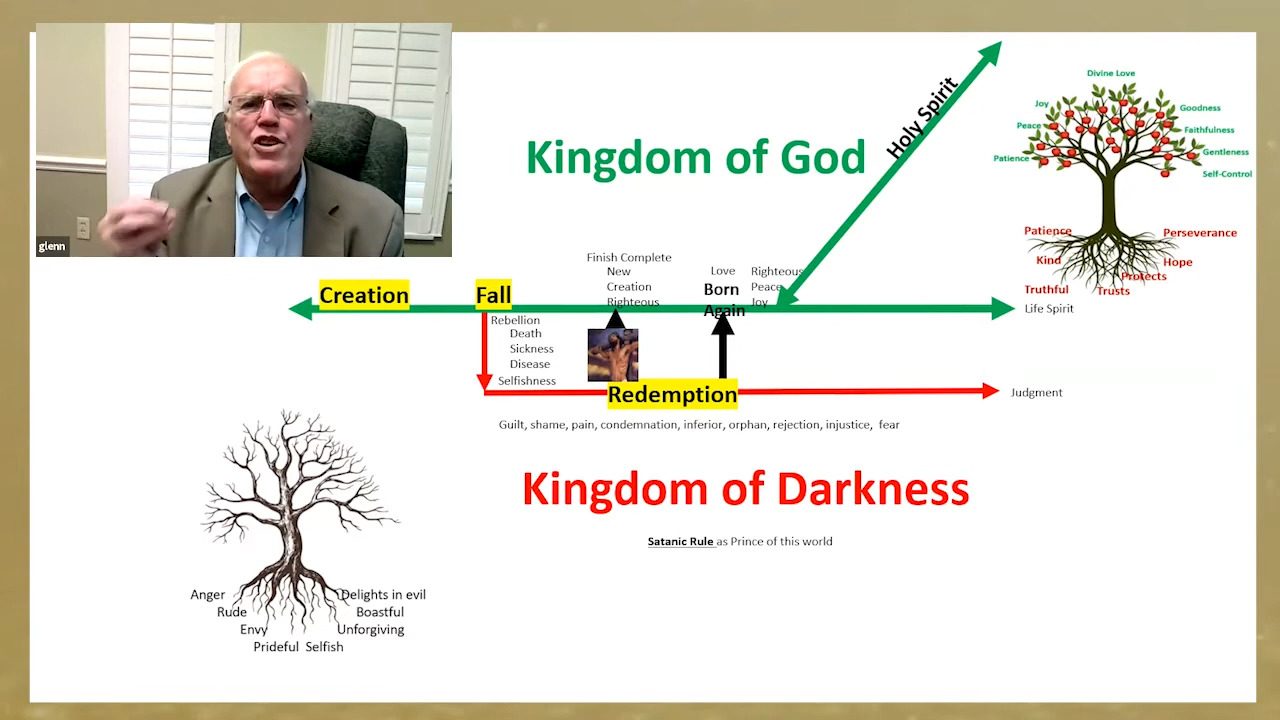 glenn
Kingdom of God
Holy Spirit
Divine Love
Joy
Goodness
Peace
Faithfulness
Patience
Gentleness
Self-Control
Patience
Perseverance
Kind
Hope
Protects
Truthful
Trusts
Life Spirit
Creation
Fall
Finish Complete
New
Creation
Righteous
Love
Born
Again
Righteous
Peace
Joy
Rebellion
Death
Sickness
Disease
Selfishness
Redemption
Judgment
Guilt, shame, pain, condemnation, inferior, orphan, rejection, injustice, fear
Kingdom of Darkness
Satanic Rule as Prince of this world
Anger
Delights in evil
Rude
Boastful
Envy
Unforgiving
Prideful Selfish